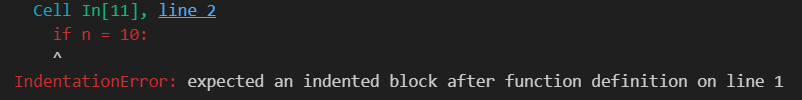 Cell In[11], line 2
if n = 10:
^
IndentationError: expected an indented block after function definition on line 1